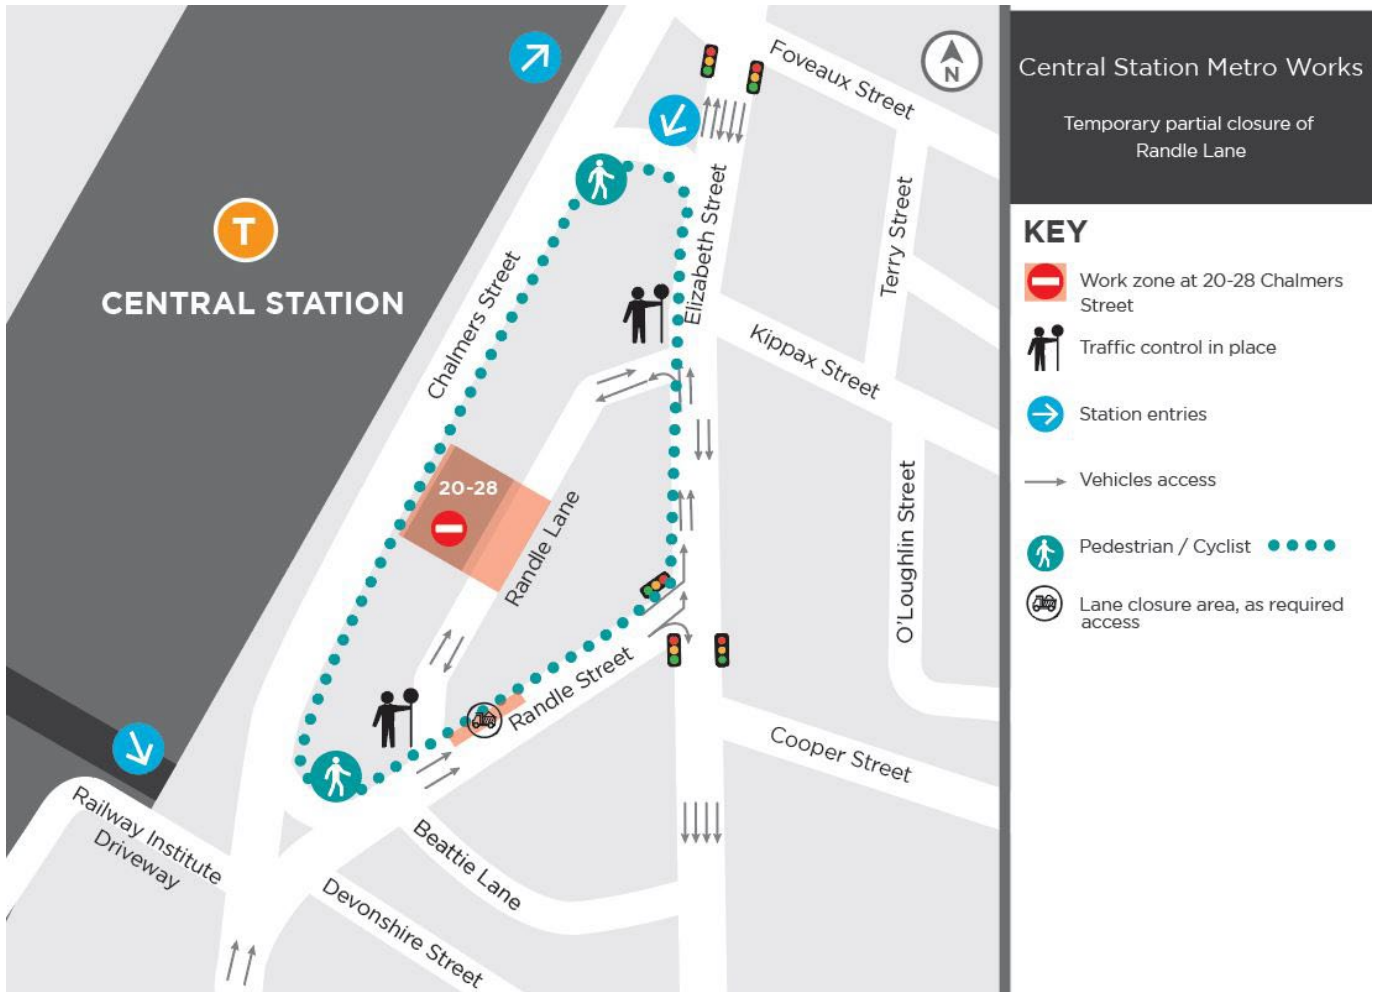 Foveaux Street
N
Elizabeth Street
Terry Street
T
CENTRAL STATION
Chalmers Street
Kippax Street
20-28
Randle Lane
O'Loughlin Street
Randle Street
Cooper Street
Railway Institute
Driveway
Beattie Lane
Devonshire Street
Central Station Metro Works
Temporary partial closure of
Randle Lane
KEY
Work zone at 20-28 Chalmers
Street
Traffic control in place
Station entries
Vehicles access
Pedestrian / Cyclist
Lane closure area, as required
access